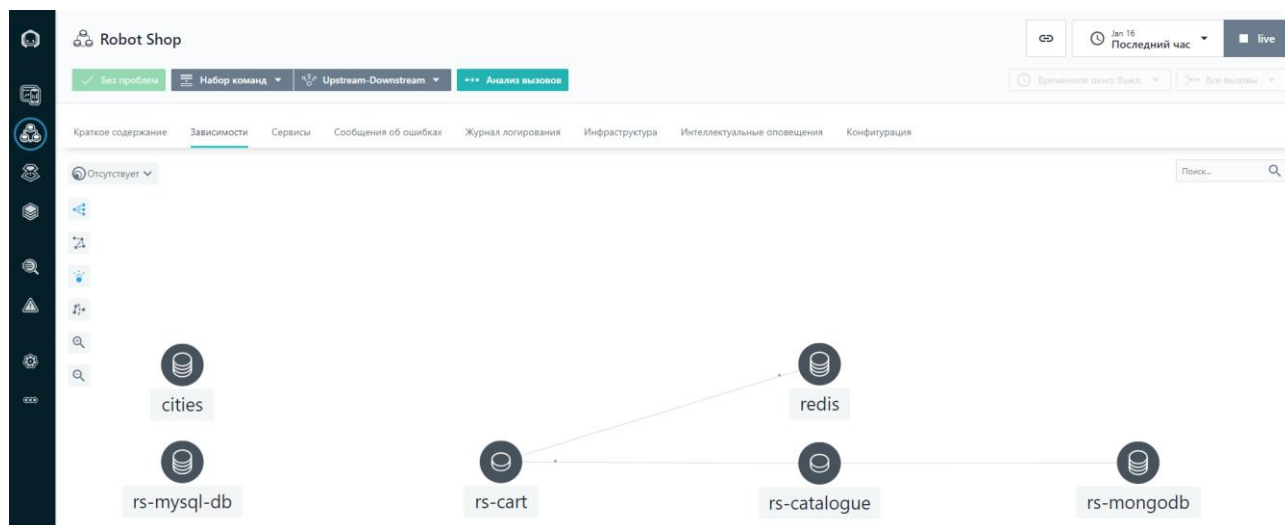 Robot Shop
Jan 16
Последний час
live
Без проблем
Набор команд
Upstream-Downstream
Анализ вызовов
Временное окно: Выкл.
Все вызовы
Краткое содержание
Зависимости
Сервисы
Сообщения об ошибках
Журнал логирования
Инфраструктура
Интеллектуальные оповещения
Конфигурация
Отсутствует
Поиск...
cities
redis
rs-mysql-db
rs-cart
rs-catalogue
rs-mongodb